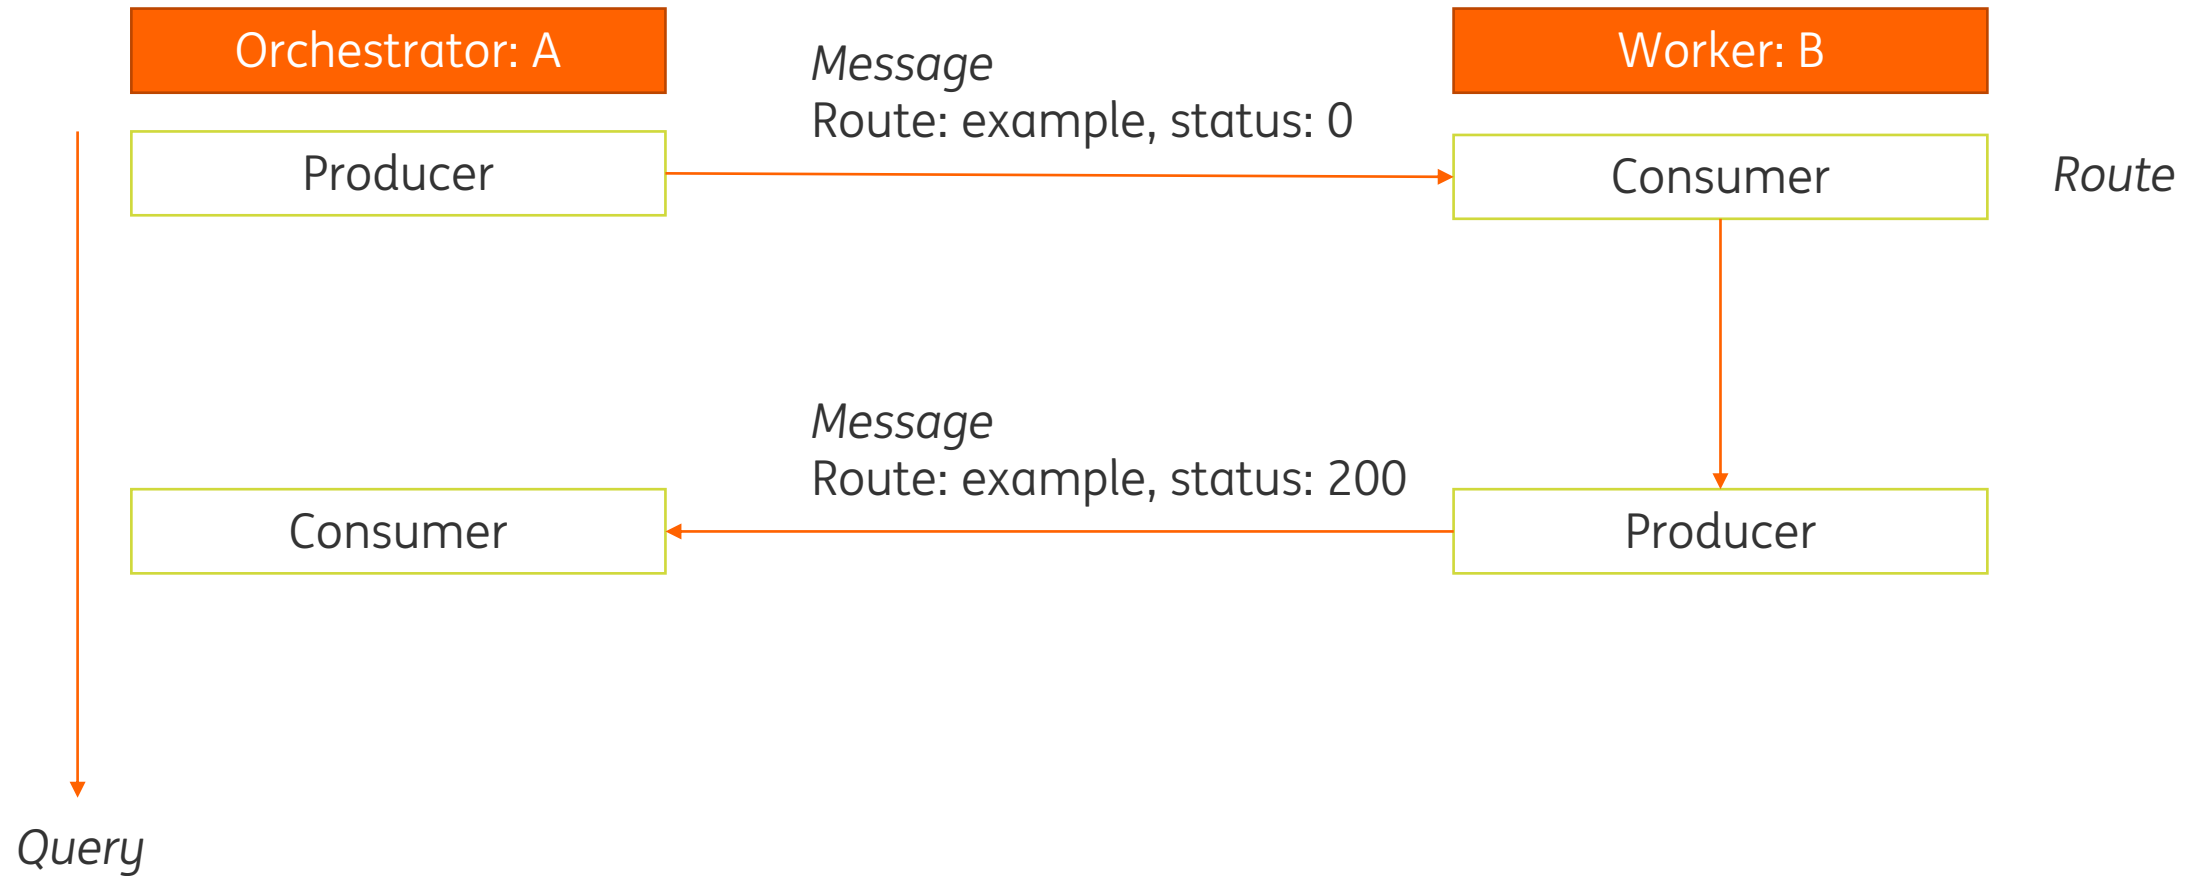 Orchestrator: A
Message
Route: example, status: 0
Worker: B
Producer
Consumer
Route
Message
Route: example, status: 200
Consumer
Producer
Query